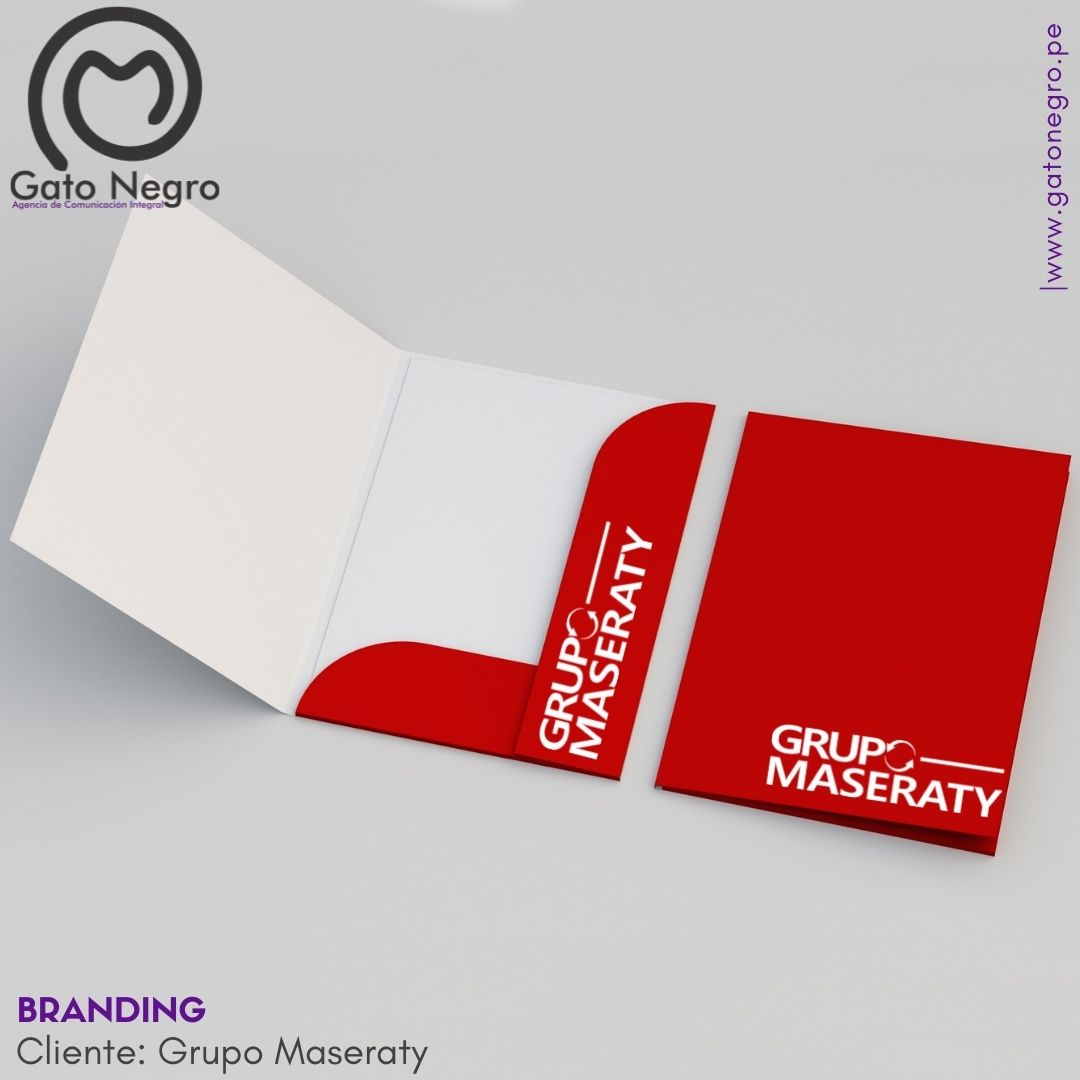 Gato Negro
Agencia de Comunicación Integral
|www.gatonegro.pe
GRUPO
MASERATY
GRUPO
MASERATY
BRANDING
Cliente: Grupo Maseraty